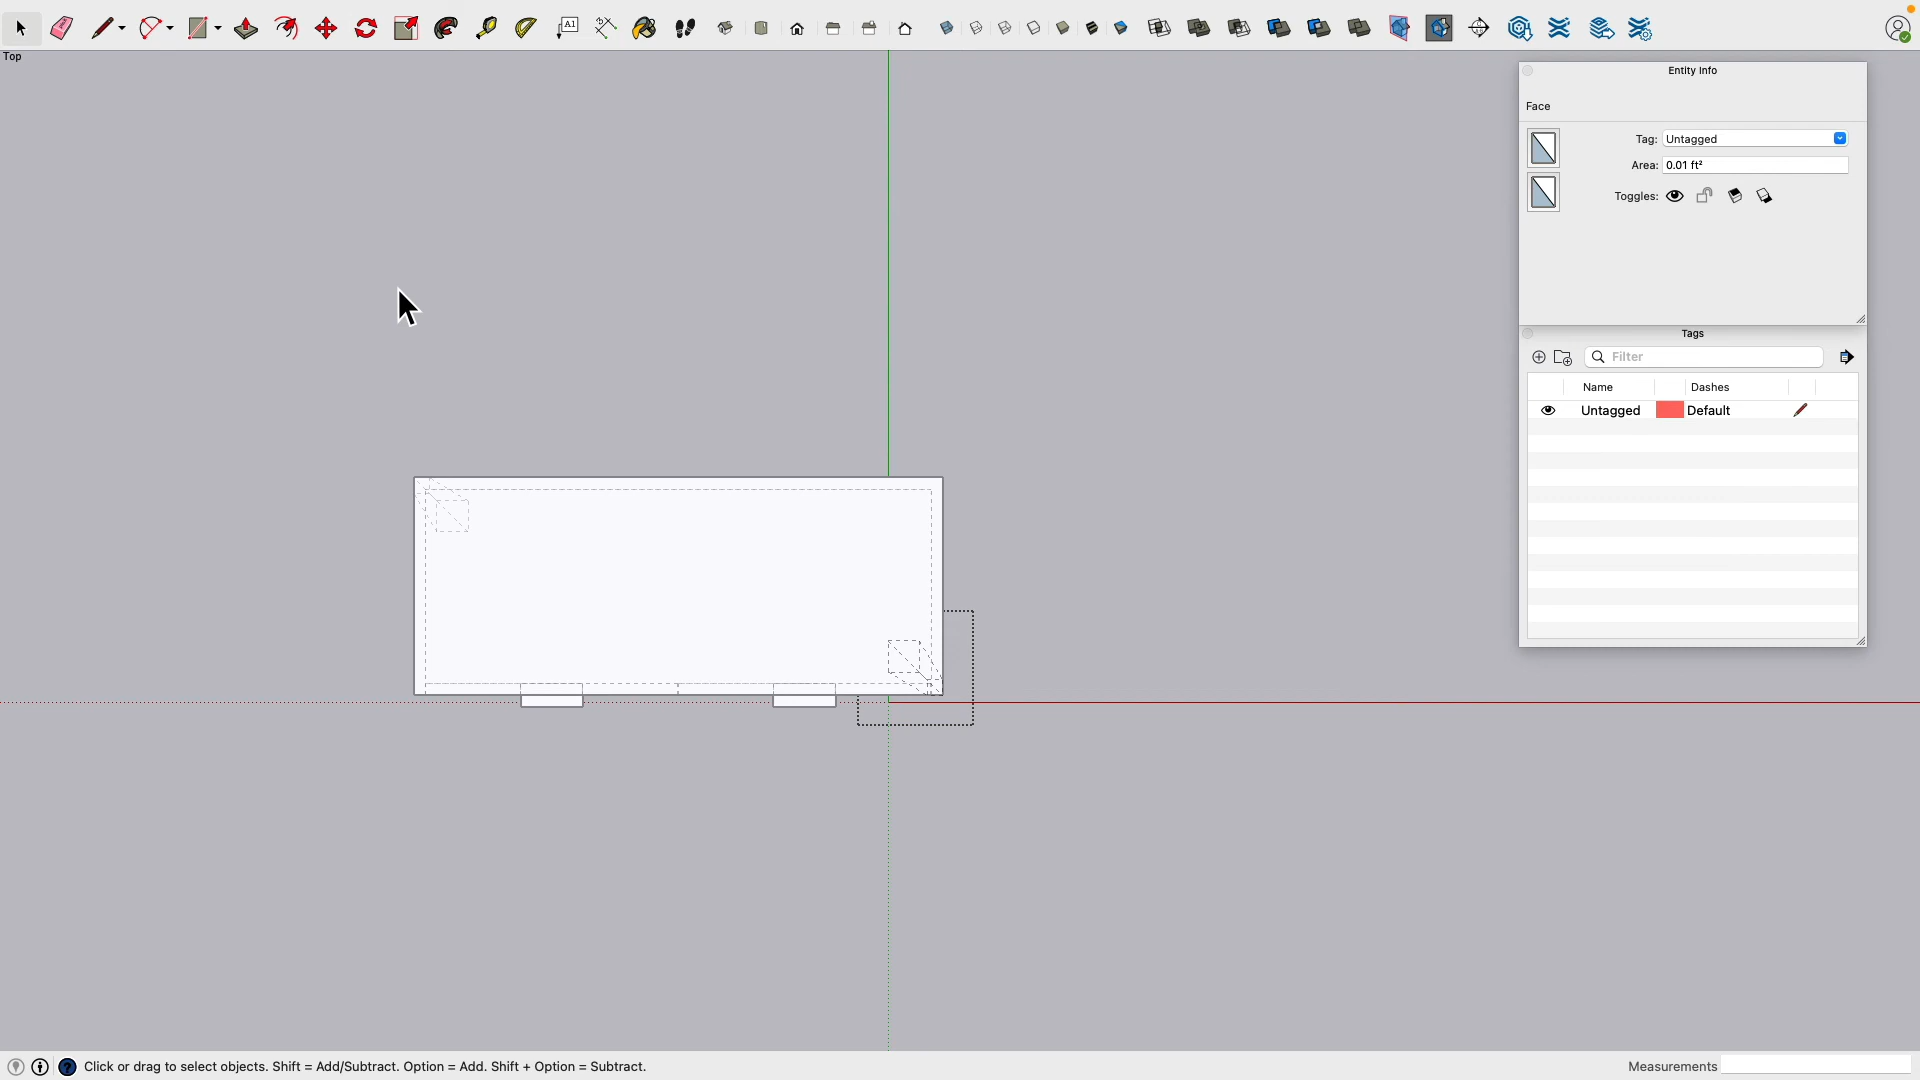 A1
Top
Entity Info
Face
Tag: Untagged
Area: 0.01 ft²
Toggles:
Tags
Filter
Name Dashes
Untagged Default
Click or drag to select objects. Shift = Add/Subtract. Option = Add. Shift + Option = Subtract.
Measurements